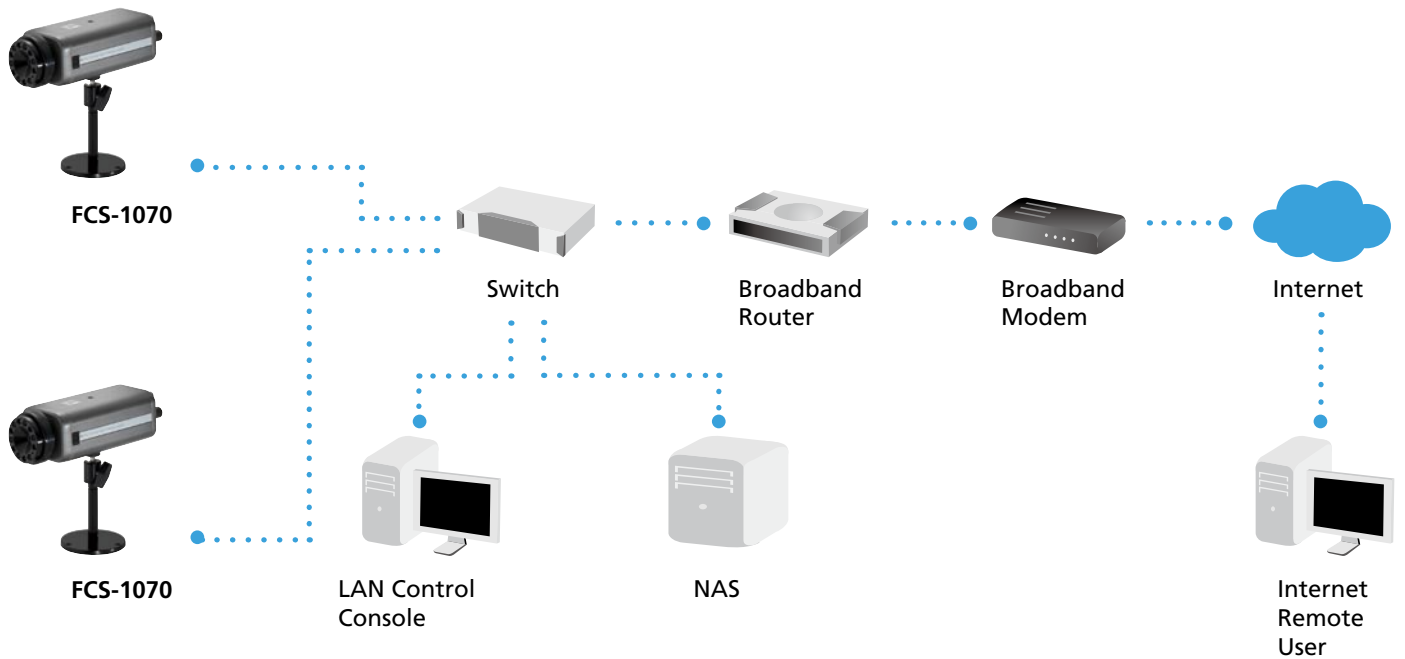 FCS-1070
Switch
Broadband
Router
Broadband
Modem
Internet
FCS-1070
LAN Control
Console
NAS
Internet
Remote
User